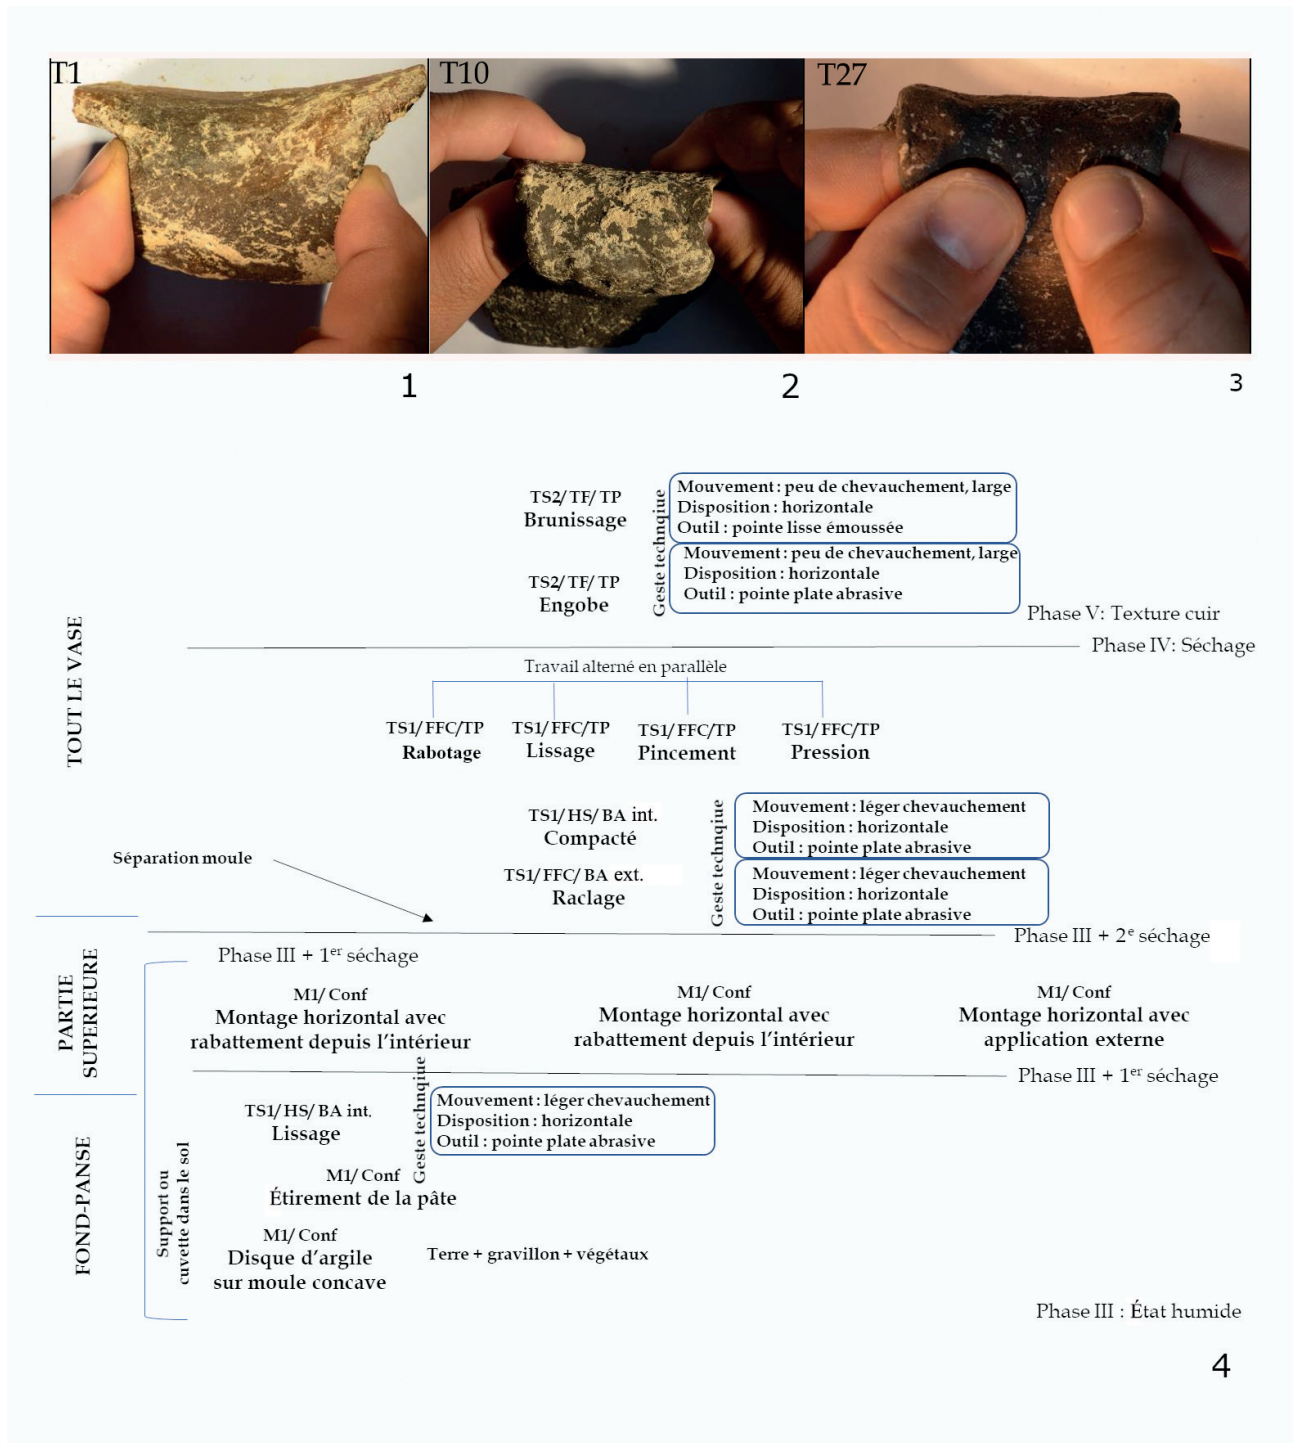 T1
T10
T27
1
2
3
TS2/ TF/ TP
Brunissage
Geste technqiue
Mouvement : peu de chevauchement, large
Disposition : horizontale
Outil : pointe lisse émoussée
TS2/ TF/ TP
Engobe
Mouvement : peu de chevauchement, large
Disposition : horizontale
Outil : pointe plate abrasive
Phase V: Texture cuir
Phase IV: Séchage
TOUT LE VASE
Travail alterné en parallèle
TS1/ FFC/TP
Rabotage
TS1/ FFC/TP
Lissage
TS1/ FFC/TP
Pincement
TS1/ FFC/TP
Pression
TS1/ HS/ BA int.
Compacté
Geste technqiue
Mouvement : léger chevauchement
Disposition : horizontale
Outil : pointe plate abrasive
Séparation moule
TS1/ FFC/ BA ext.
Raclage
Mouvement : léger chevauchement
Disposition : horizontale
Outil : pointe plate abrasive
Phase III + 2e séchage
Phase III + 1er séchage
PARTIE
SUPERIEURE
M1/ Conf
Montage horizontal avec
rabattement depuis l'intérieur
M1/ Conf
Montage horizontal avec
rabattement depuis l'intérieur
M1/ Conf
Montage horizontal avec
application externe
Phase III + 1er séchage
FOND-PANSE
Support ou
cuvette dans le sol
TS1/ HS/ BA int.
Lissage
Geste technqiue
Mouvement : léger chevauchement
Disposition : horizontale
Outil : pointe plate abrasive
M1/ Conf
Étirement de la pâte
M1/ Conf
Disque d'argile
sur moule concave
Terre + gravillon + végétaux
Phase III : État humide
4